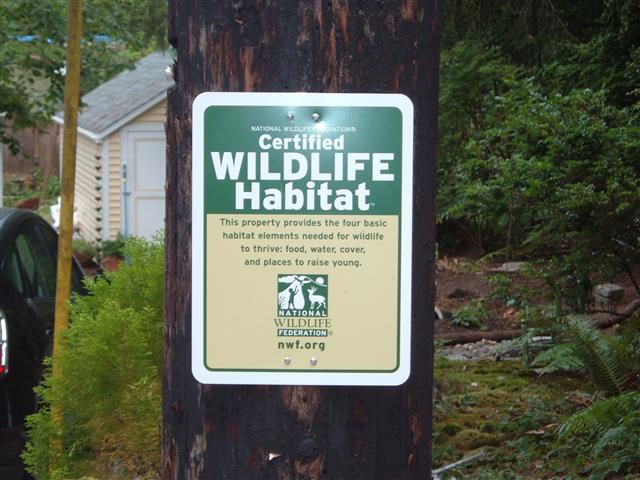 NATIONAL WILDLIFE FEDERATION®
Certified
WILDLIFE
Habitat™
This property provides the four basic
habitat elements needed for wildlife
to thrive: food, water, cover,
and places to raise young.
NATIONAL
WILDLIFE
FEDERATION®
nwf.org